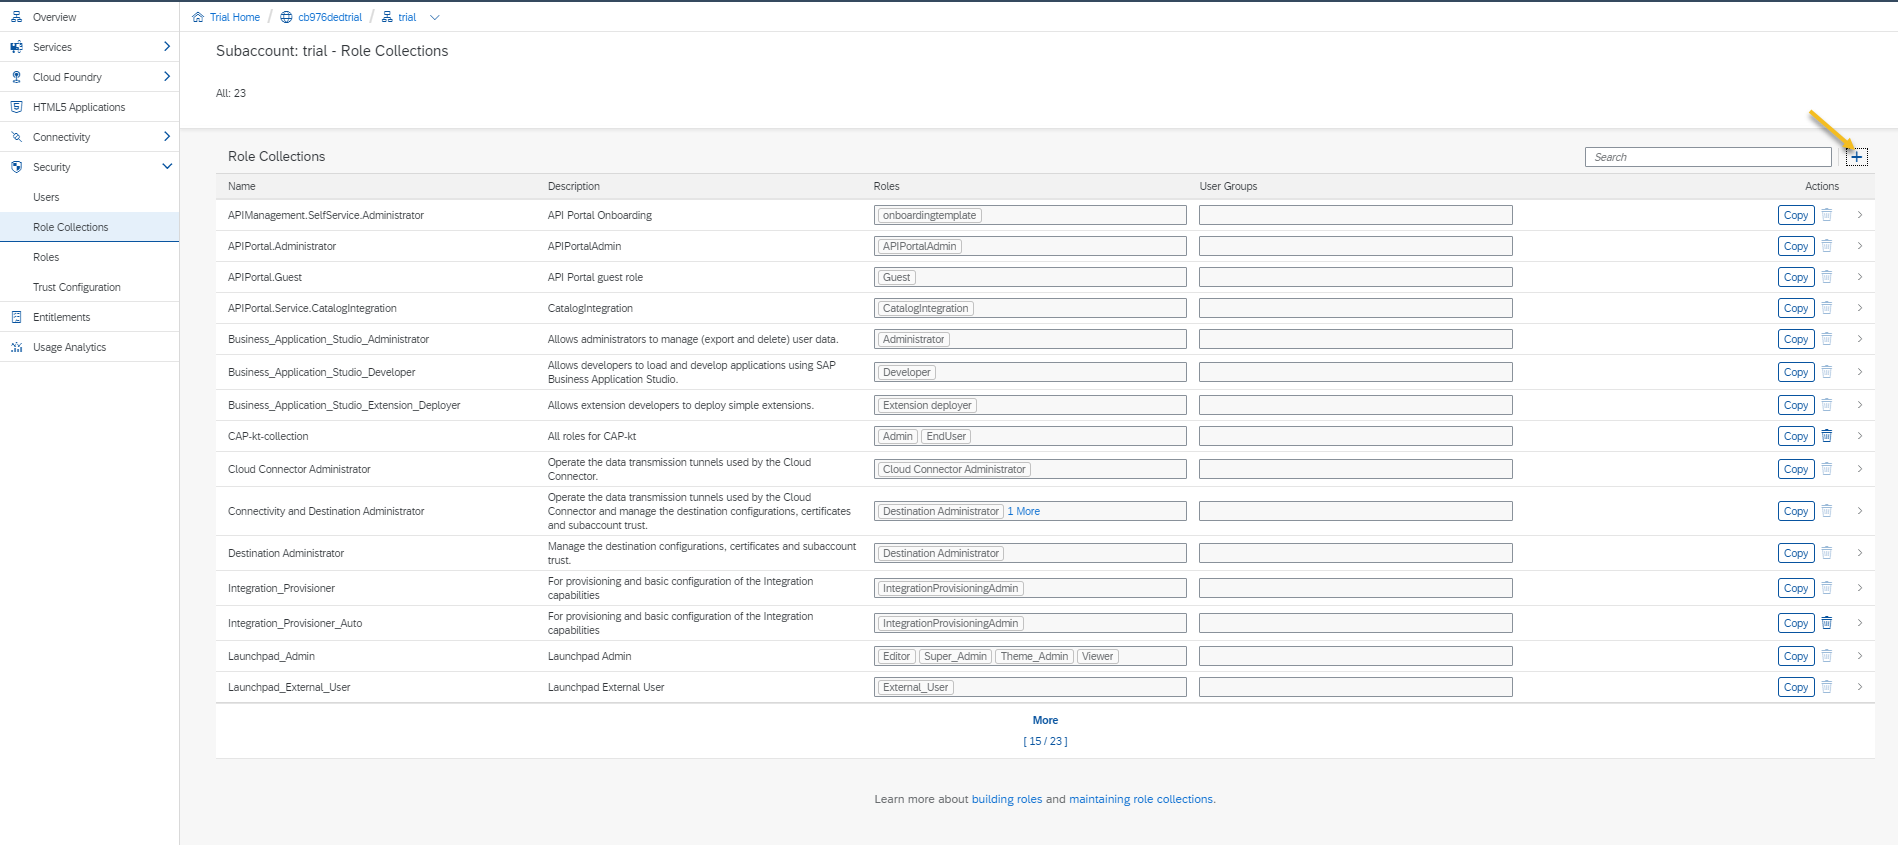 Overview
Services
Cloud Foundry
HTML5 Applications
Connectivity
Security
Users
Role Collections
Roles
Trust Configuration
Entitlements
Usage Analytics
Trial Home / cb976dedtrial / trial
Subaccount: trial - Role Collections
All: 23
Role Collections
Search
Name Description Roles User Groups Actions
APIManagement.SelfService.Administrator API Portal Onboarding onboardingtemplate Copy
APIPortal.Administrator APIPortalAdmin APIPortalAdmin Copy
APIPortal.Guest API Portal guest role Guest Copy
APIPortal.Service.CatalogIntegration CatalogIntegration CatalogIntegration Copy
Business_Application_Studio_Administrator Allows administrators to manage (export and delete) user data. Administrator Copy
Business_Application_Studio_Developer Allows developers to load and develop applications using SAP
Business Application Studio. Developer Copy
Business_Application_Studio_Extension_Deployer Allows extension developers to deploy simple extensions. Extension deployer Copy
CAP-kt-collection All roles for CAP-kt Admin EndUser Copy
Cloud Connector Administrator Operate the data transmission tunnels used by the Cloud
Connector. Cloud Connector Administrator Copy
Connectivity and Destination Administrator Operate the data transmission tunnels used by the Cloud
Connector and manage the destination configurations, certificates
and subaccount trust. Destination Administrator 1 More Copy
Destination Administrator Manage the destination configurations, certificates and subaccount
trust. Destination Administrator Copy
Integration_Provisioner For provisioning and basic configuration of the Integration
capabilities IntegrationProvisioningAdmin Copy
Integration_Provisioner_Auto For provisioning and basic configuration of the Integration
capabilities IntegrationProvisioningAdmin Copy
Launchpad_Admin Launchpad Admin Editor Super_Admin Theme_Admin Viewer Copy
Launchpad_External_User Launchpad External User External_User Copy
More
[ 15 / 23 ]
Learn more about building roles and maintaining role collections.